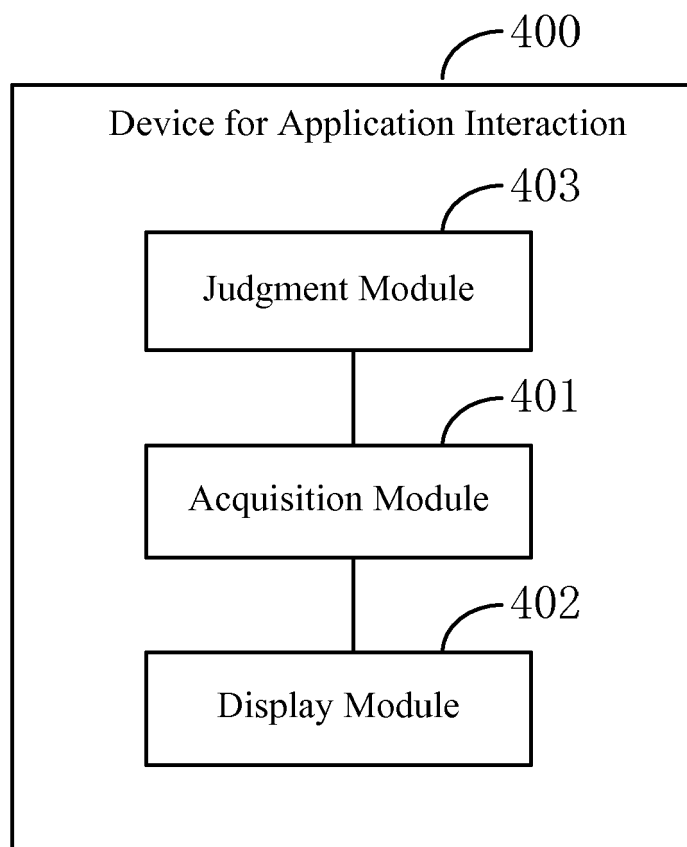 400
Device for Application Interaction
403
Judgment Module
401
Acquisition Module
402
Display Module